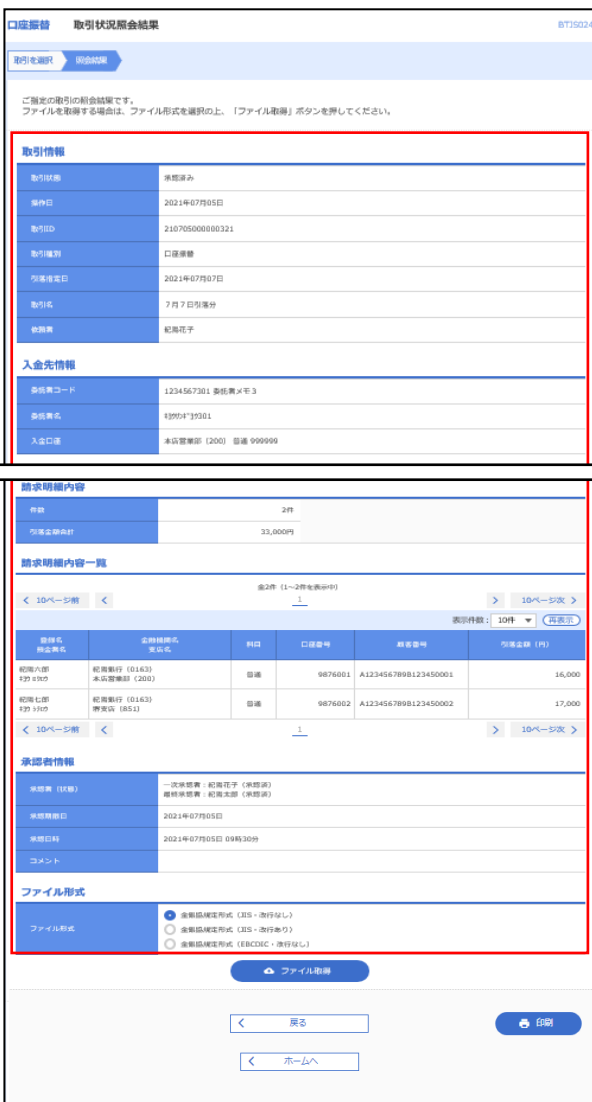 口座振替 取引状況照会結果 BTJS024
取引を選択 照会結果
ご指定の取引の照会結果です。
ファイルを取得する場合は、ファイル形式を選択の上、「ファイル取得」ボタンを押してください。
取引情報
取引状態 承認済み
操作日 2021年07月05日
取引ID 210705000000321
取引種別 口座振替
引落指定日 2021年07月07日
取引名 7月7日引落分
依頼者 紀陽花子
入金先情報
委託者コード 1234567301 委託者メモ3
委託者名
入金口座 本店営業部（200） 普通 999999
請求明細内容
件数 2件
引落金額合計 33,000円
請求明細内容一覧
全2件（1～2件を表示中）
10ページ前 1 10ページ次
表示件数： 10件 再表示
登録名 金融機関名 科目 口座番号 顧客番号 引落金額（円）
預金者名 支店名
紀陽六郎 紀陽銀行（0163） 普通 9876001 A123456789B123450001 16,000
ｷﾖｳ ﾛｸﾛｳ 本店営業部（200）
紀陽七郎 紀陽銀行（0163） 普通 9876002 A123456789B123450002 17,000
堺支店（851）
10ページ前 1 10ページ次
承認者情報
承認者（状態） 一次承認者：紀陽花子（承認済）
最終承認者：紀陽太郎（承認済）
承認期限日 2021年07月05日
承認日時 2021年07月05日 09時30分
コメント
ファイル形式
ファイル形式 全銀協規定形式（JIS・改行なし）
全銀協規定形式（JIS・改行あり）
全銀協規定形式（EBCDIC・改行なし）
ファイル取得
戻る 印刷
ホームへ